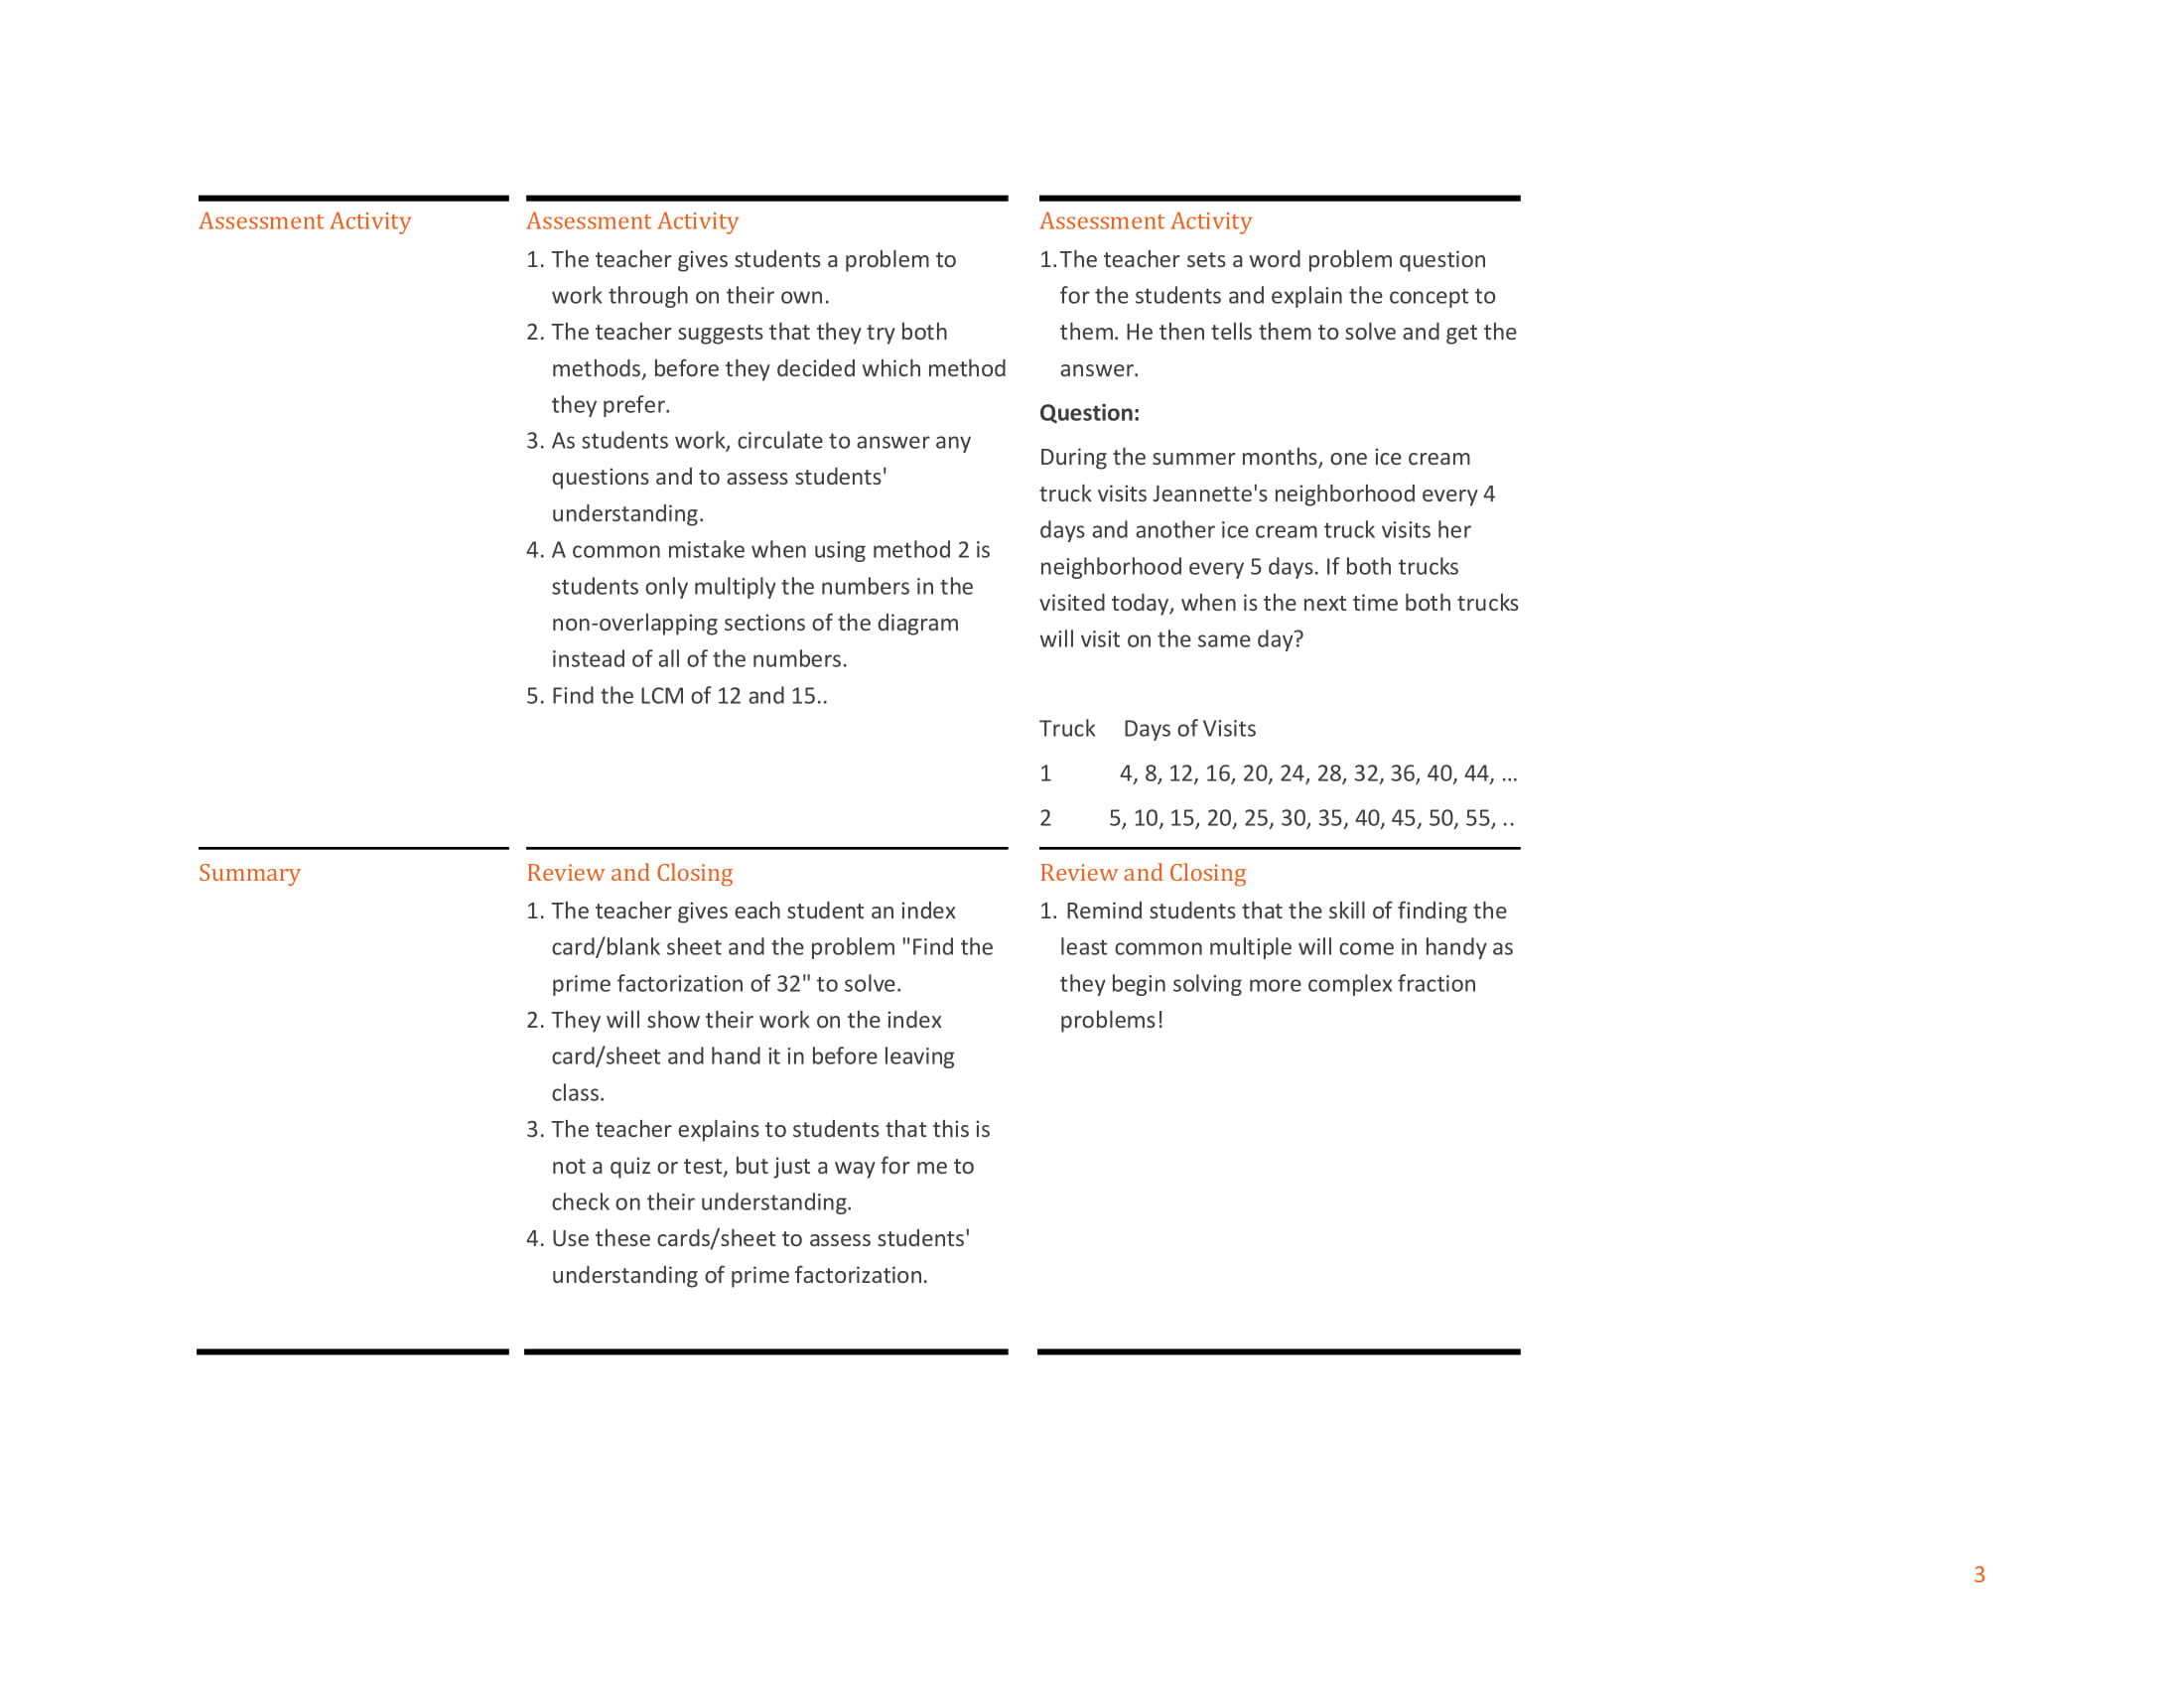 Assessment Activity
Assessment Activity
1. The teacher gives students a problem to
work through on their own.
2. The teacher suggests that they try both
methods, before they decided which method
they prefer.
3. As students work, circulate to answer any
questions and to assess students'
understanding.
4. A common mistake when using method 2 is
students only multiply the numbers in the
non-overlapping sections of the diagram
instead of all of the numbers.
5. Find the LCM of 12 and 15..
Assessment Activity
1.The teacher sets a word problem question
for the students and explain the concept to
them. He then tells them to solve and get the
answer.
Question:
During the summer months, one ice cream
truck visits Jeannette's neighborhood every 4
days and another ice cream truck visits her
neighborhood every 5 days. If both trucks
visited today, when is the next time both trucks
will visit on the same day?
Truck Days of Visits
1 4, 8, 12, 16, 20, 24, 28, 32, 36, 40, 44, ...
2 5, 10, 15, 20, 25, 30, 35, 40, 45, 50, 55, ..
Summary
Review and Closing
1. The teacher gives each student an index
card/blank sheet and the problem "Find the
prime factorization of 32" to solve.
2. They will show their work on the index
card/sheet and hand it in before leaving
class.
3. The teacher explains to students that this is
not a quiz or test, but just a way for me to
check on their understanding.
4. Use these cards/sheet to assess students'
understanding of prime factorization.
Review and Closing
1. Remind students that the skill of finding the
least common multiple will come in handy as
they begin solving more complex fraction
problems!
3